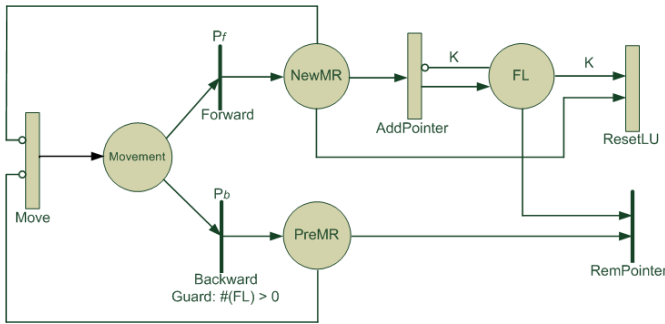 Pf
Forward
NewMR
K
K
FL
AddPointer
ResetLU
Movement
Move
Pb
Backward
Guard: #(FL) > 0
PreMR
RemPointer